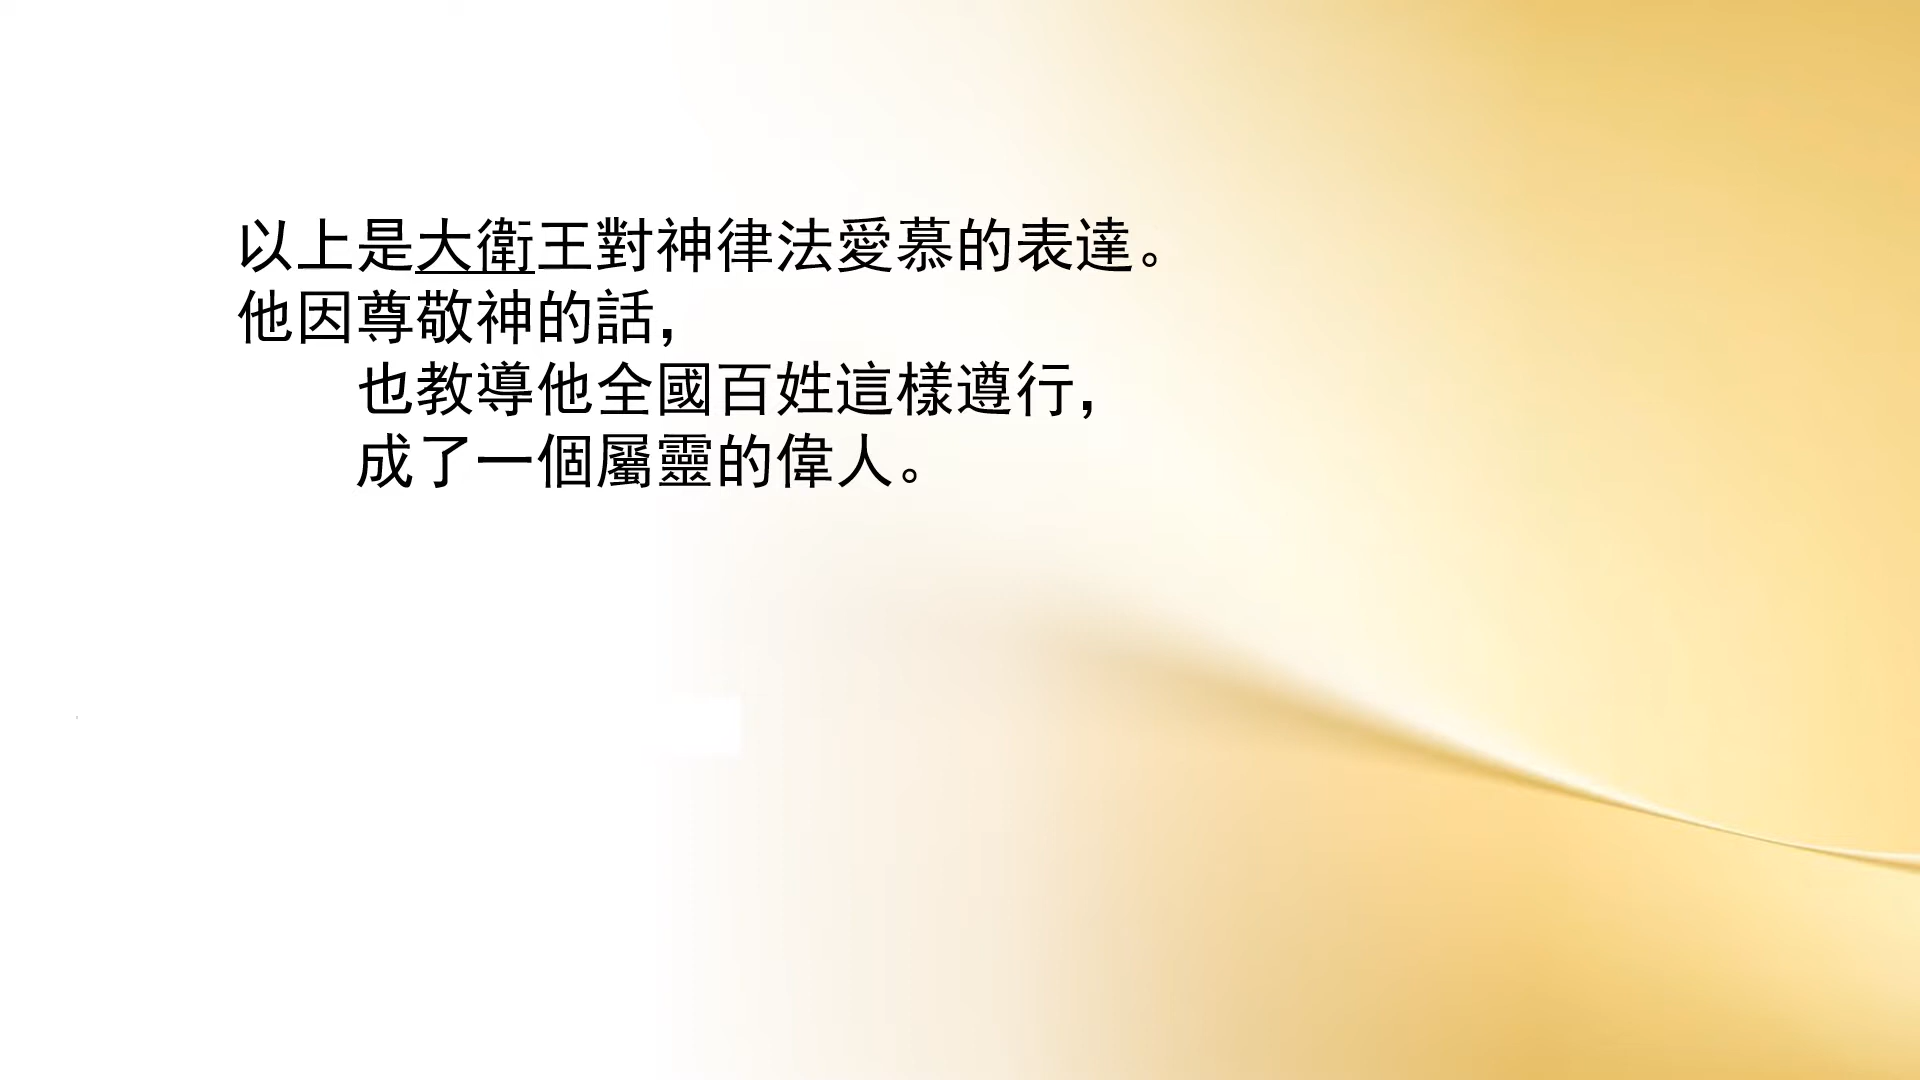 以上是大衛王對神律法愛慕的表達。
他因尊敬神的話，
也教導他全國百姓這樣遵行，
成了一個屬靈的偉人。